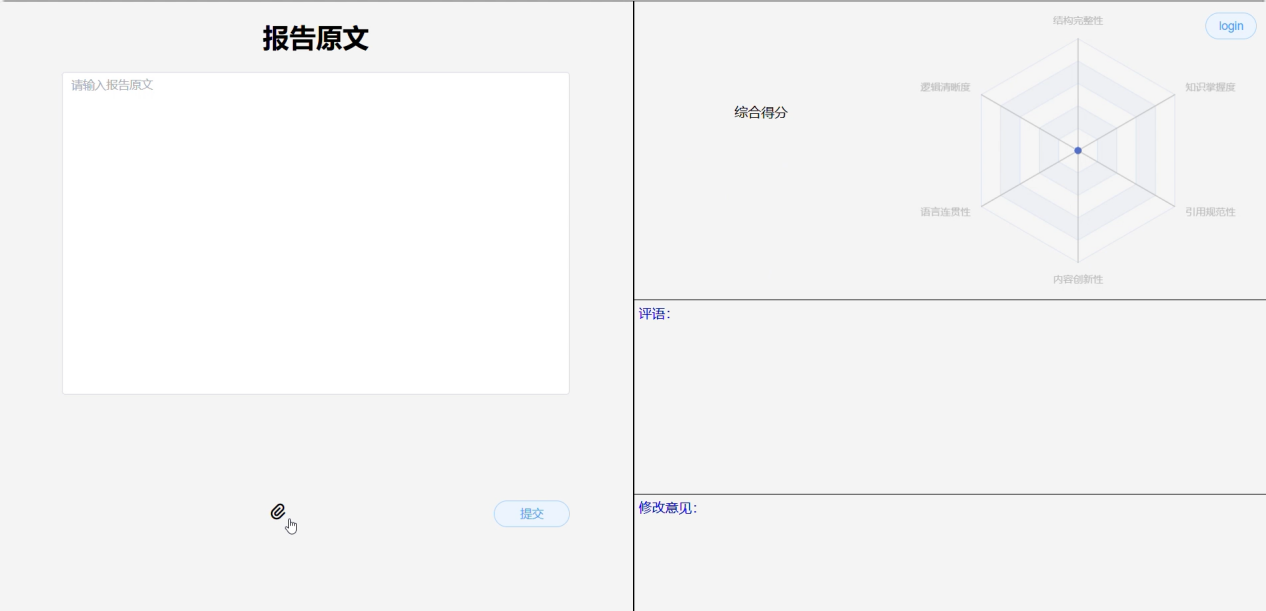 报告原文
请输入报告原文
提交
login
综合得分
结构完整性
知识掌握度
引用规范性
内容创新性
语言连贯性
逻辑清晰度
评语：
修改意见：